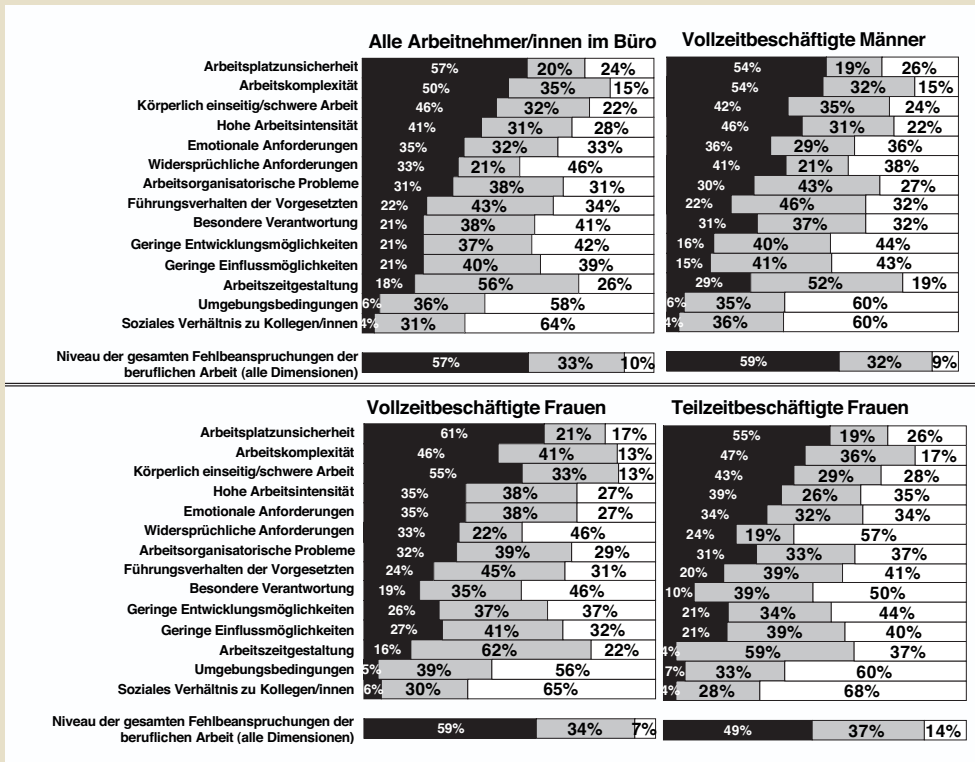 Alle Arbeitnehmer/innen im Büro Vollzeitbeschäftigte Männer
Arbeitsplatzunsicherheit 57% 20% 24% 54% 19% 26%
Arbeitskomplexität 50% 35% 15% 54% 32% 15%
Körperlich einseitig/schwere Arbeit 46% 32% 22% 42% 35% 24%
Hohe Arbeitsintensität 41% 31% 28% 46% 31% 22%
Emotionale Anforderungen 35% 32% 33% 36% 29% 36%
Widersprüchliche Anforderungen 33% 21% 46% 41% 21% 38%
Arbeitsorganisatorische Probleme 31% 38% 31% 30% 43% 27%
Führungsverhalten der Vorgesetzten 22% 43% 34% 22% 46% 32%
Besondere Verantwortung 21% 38% 41% 31% 37% 32%
Geringe Entwicklungsmöglichkeiten 21% 37% 42% 16% 40% 44%
Geringe Einflussmöglichkeiten 21% 40% 39% 15% 41% 43%
Arbeitszeitgestaltung 18% 56% 26% 29% 52% 19%
Umgebungsbedingungen 6% 36% 58% 6% 35% 60%
Soziales Verhältnis zu Kollegen/innen 4% 31% 64% 4% 36% 60%
Niveau der gesamten Fehlbeanspruchungen der
beruflichen Arbeit (alle Dimensionen) 57% 33% 10% 59% 32% 9%
Vollzeitbeschäftigte Frauen Teilzeitbeschäftigte Frauen
Arbeitsplatzunsicherheit 61% 21% 17% 55% 19% 26%
Arbeitskomplexität 46% 41% 13% 47% 36% 17%
Körperlich einseitig/schwere Arbeit 55% 33% 13% 43% 29% 28%
Hohe Arbeitsintensität 35% 38% 27% 39% 26% 35%
Emotionale Anforderungen 35% 38% 27% 34% 32% 34%
Widersprüchliche Anforderungen 33% 22% 46% 24% 19% 57%
Arbeitsorganisatorische Probleme 32% 39% 29% 31% 33% 37%
Führungsverhalten der Vorgesetzten 24% 45% 31% 20% 39% 41%
Besondere Verantwortung 19% 35% 46% 10% 39% 50%
Geringe Entwicklungsmöglichkeiten 26% 37% 37% 21% 34% 44%
Geringe Einflussmöglichkeiten 27% 41% 32% 21% 39% 40%
Arbeitszeitgestaltung 16% 62% 22% 4% 59% 37%
Umgebungsbedingungen 5% 39% 56% 7% 33% 60%
Soziales Verhältnis zu Kollegen/innen 6% 30% 65% 4% 28% 68%
Niveau der gesamten Fehlbeanspruchungen der
beruflichen Arbeit (alle Dimensionen) 59% 34% 7% 49% 37% 14%